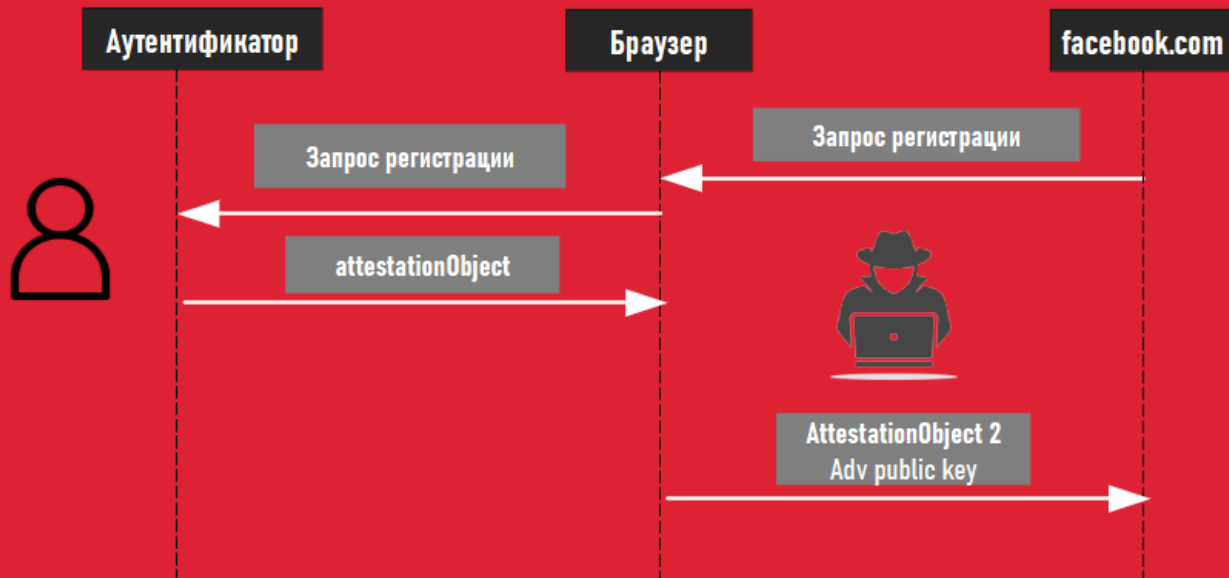 Аутентификатор
Браузер
facebook.com
Запрос регистрации
Запрос регистрации
attestationObject
AttestationObject 2
Adv public key